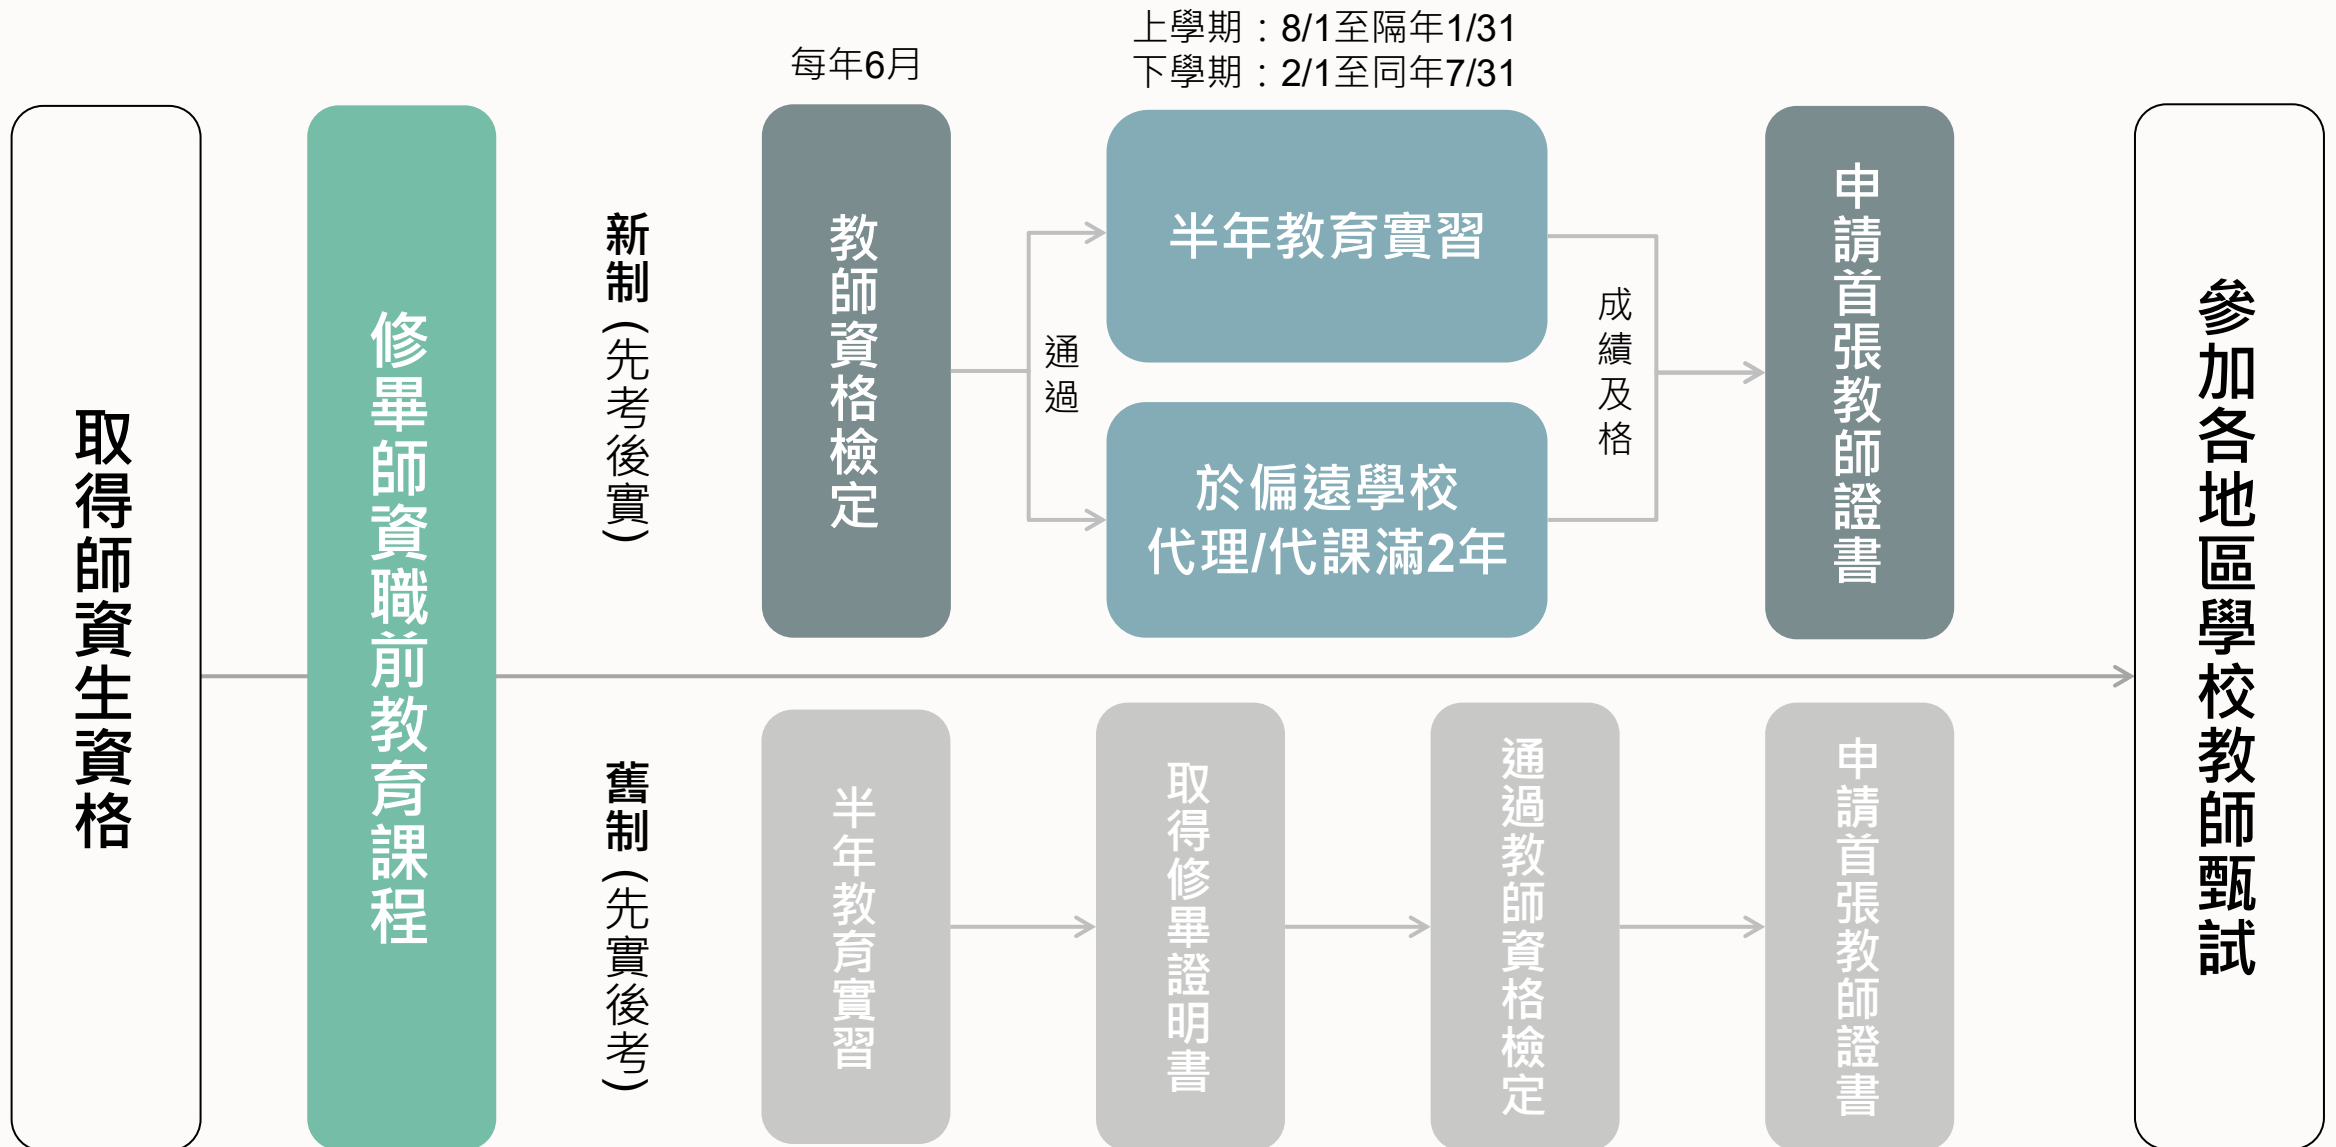 取得師資生資格
修畢師資職前教育課程
新制 (先考後實)
每年6月
教師資格檢定
通過
上學期：8/1至隔年1/31
下學期：2/1至同年7/31
半年教育實習
於偏遠學校
代理/代課滿2年
成績及格
申請首張教師證書
舊制 (先實後考)
半年教育實習
取得修畢證明書
通過教師資格檢定
申請首張教師證書
參加各地區學校教師甄試